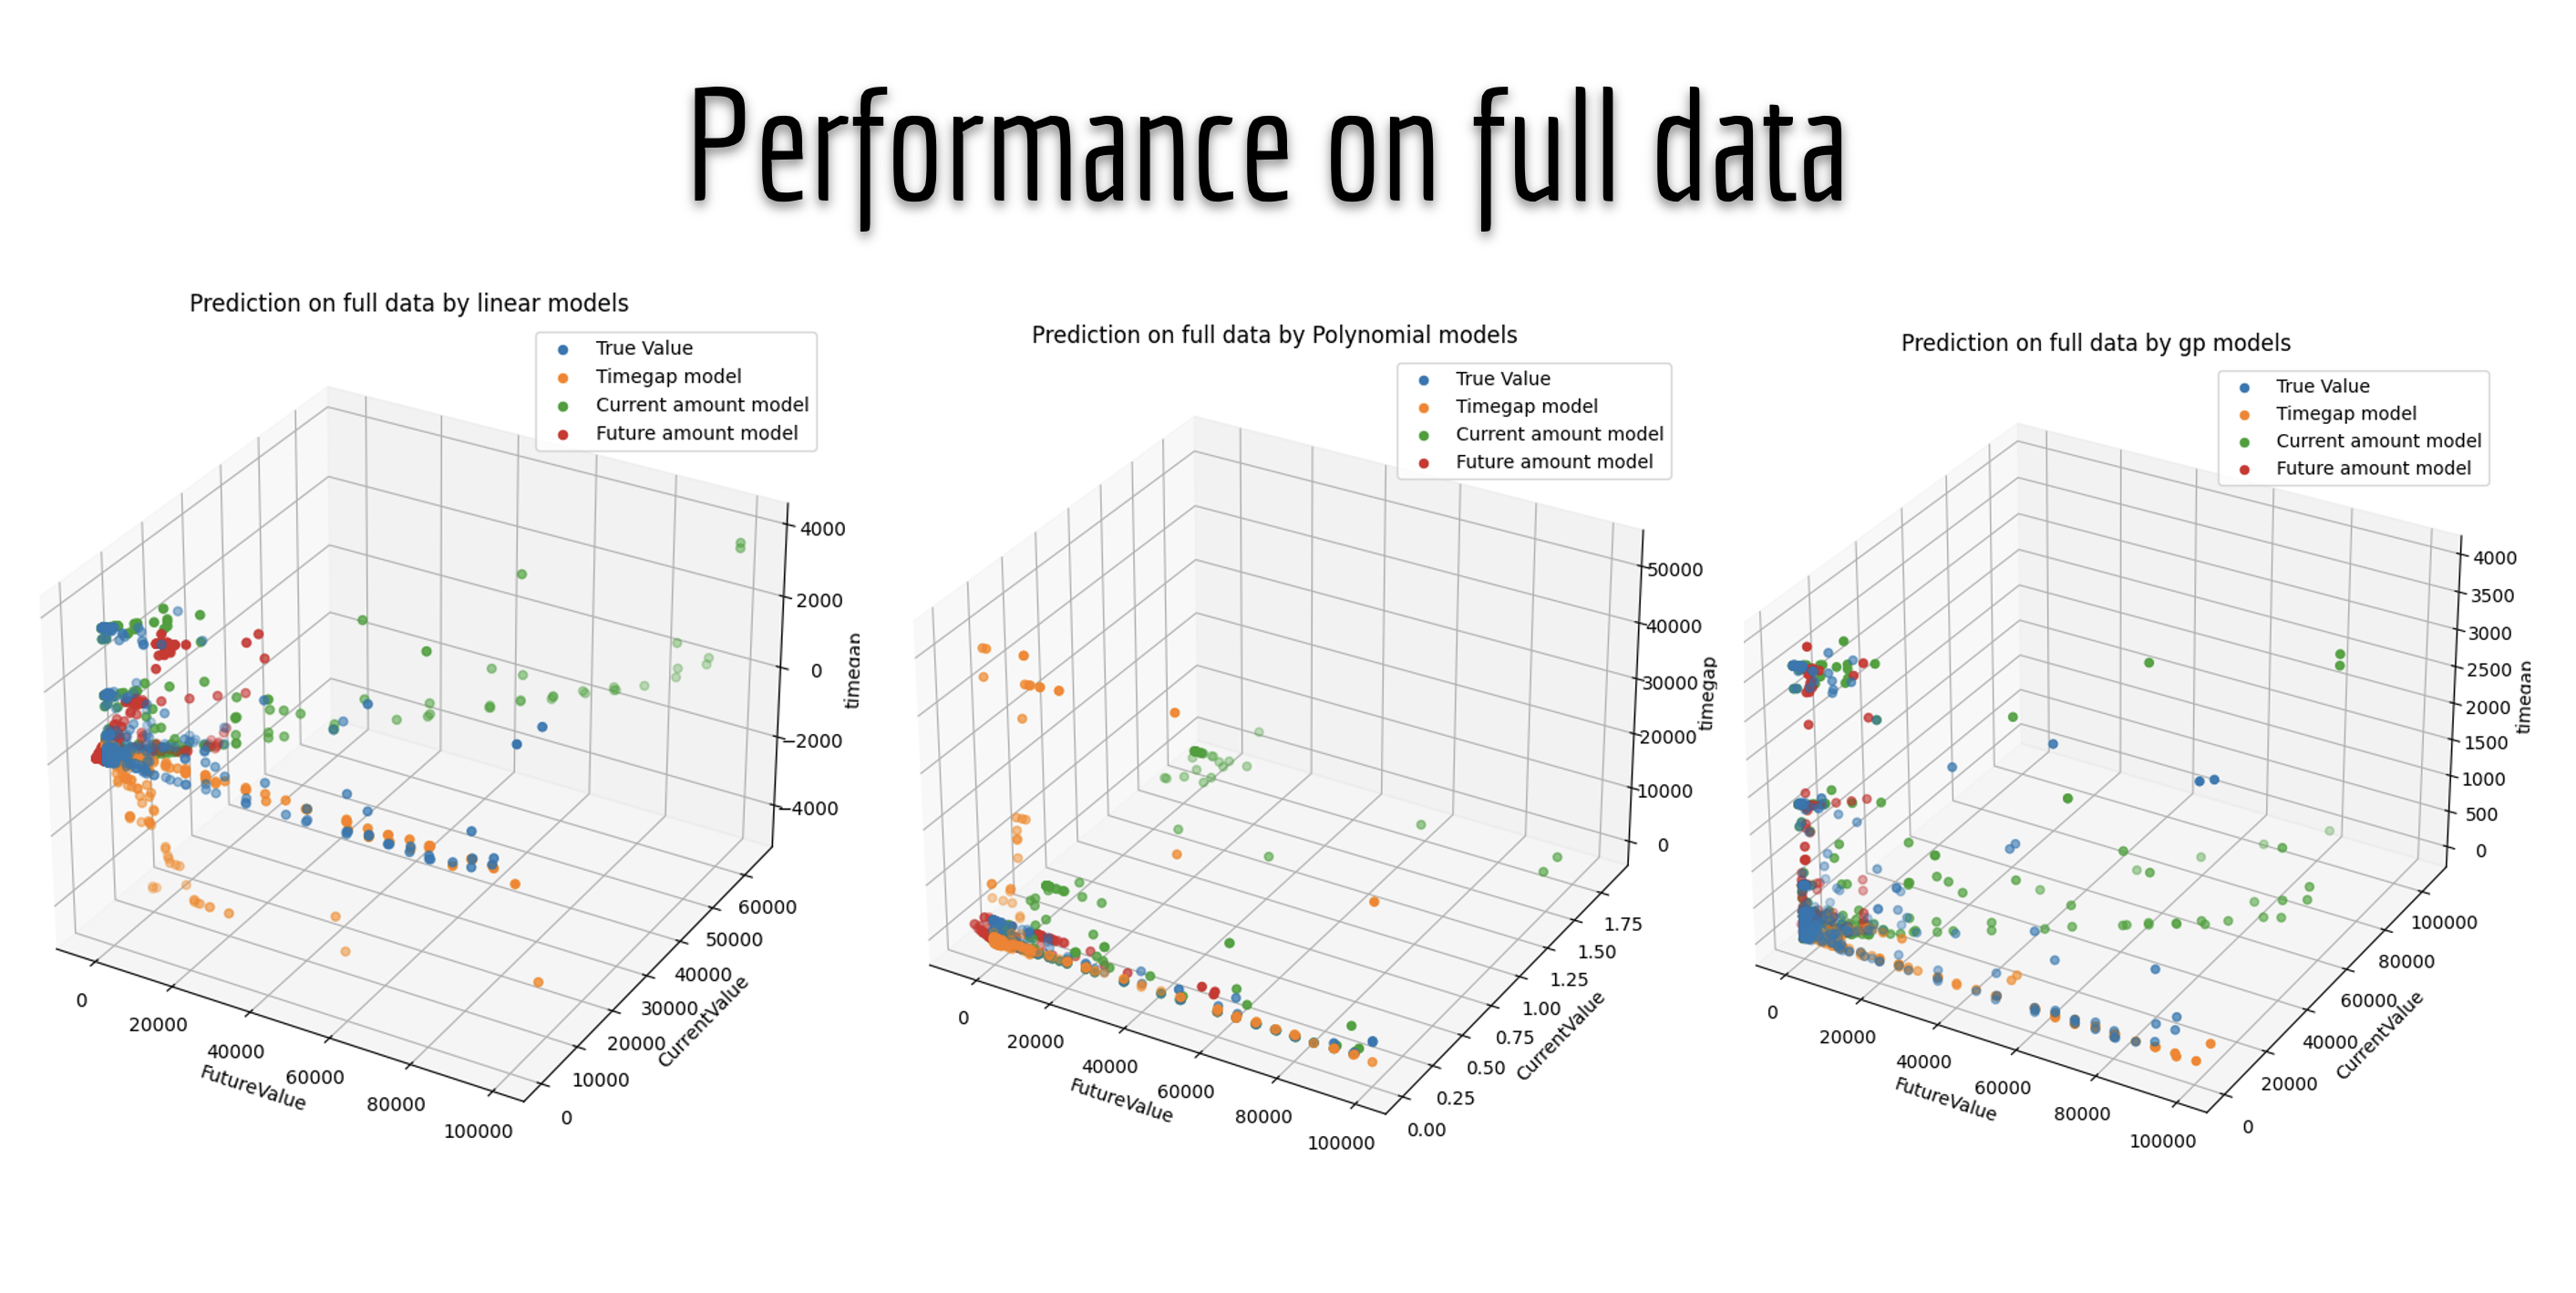 Performance on full data
Prediction on full data by linear models
True Value
Timegap model
Current amount model
Future amount model
4000
2000
0
−2000
−4000
timegap
60000
50000
40000
30000
20000
10000
0
CurrentValue
0
20000
40000
60000
80000
100000
FutureValue
Prediction on full data by Polynomial models
True Value
Timegap model
Current amount model
Future amount model
50000
40000
30000
20000
10000
0
timegap
1.75
1.50
1.25
1.00
0.75
0.50
0.25
0.00
CurrentValue
0
20000
40000
60000
80000
100000
FutureValue
Prediction on full data by gp models
True Value
Timegap model
Current amount model
Future amount model
4000
3500
3000
2500
2000
1500
1000
500
0
timegap
100000
80000
60000
40000
20000
0
CurrentValue
0
20000
40000
60000
80000
100000
FutureValue